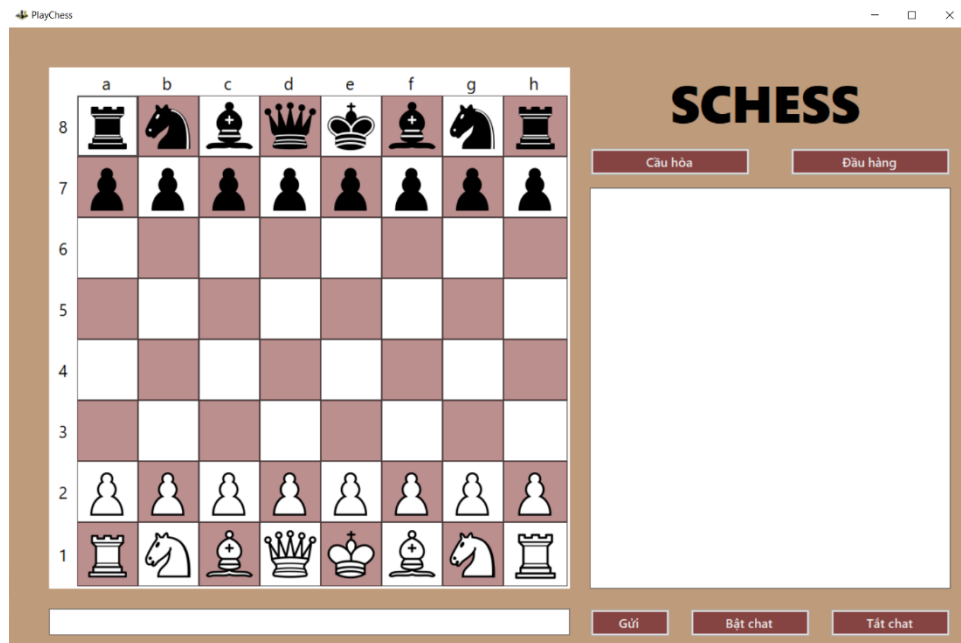 PlayChess
a b c d e f g h
SCHESS
8
Cầu hòa Đầu hàng
7
6
5
4
3
2
1
Gửi Bật chat Tắt chat